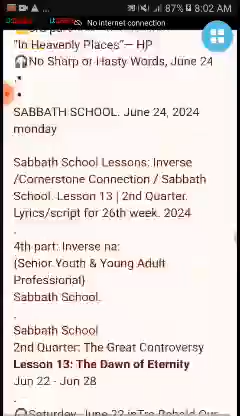 87% 8:02 AM
No internet connection
"In Heavenly Places"— HP
🎧No Sharp or Hasty Words, June 24
.
SABBATH SCHOOL. June 24, 2024
monday
Sabbath School Lessons: Inverse
/Cornerstone Connection / Sabbath
School. Lesson 13 | 2nd Quarter.
Lyrics/script for 26th week. 2024
.
4th part: Inverse na:
(Senior Youth & Young Adult
Professional)
Sabbath School.
.
Sabbath School
2nd Quarter: The Great Controversy
Lesson 13: The Dawn of Eternity
Jun 22 - Jun 28
.